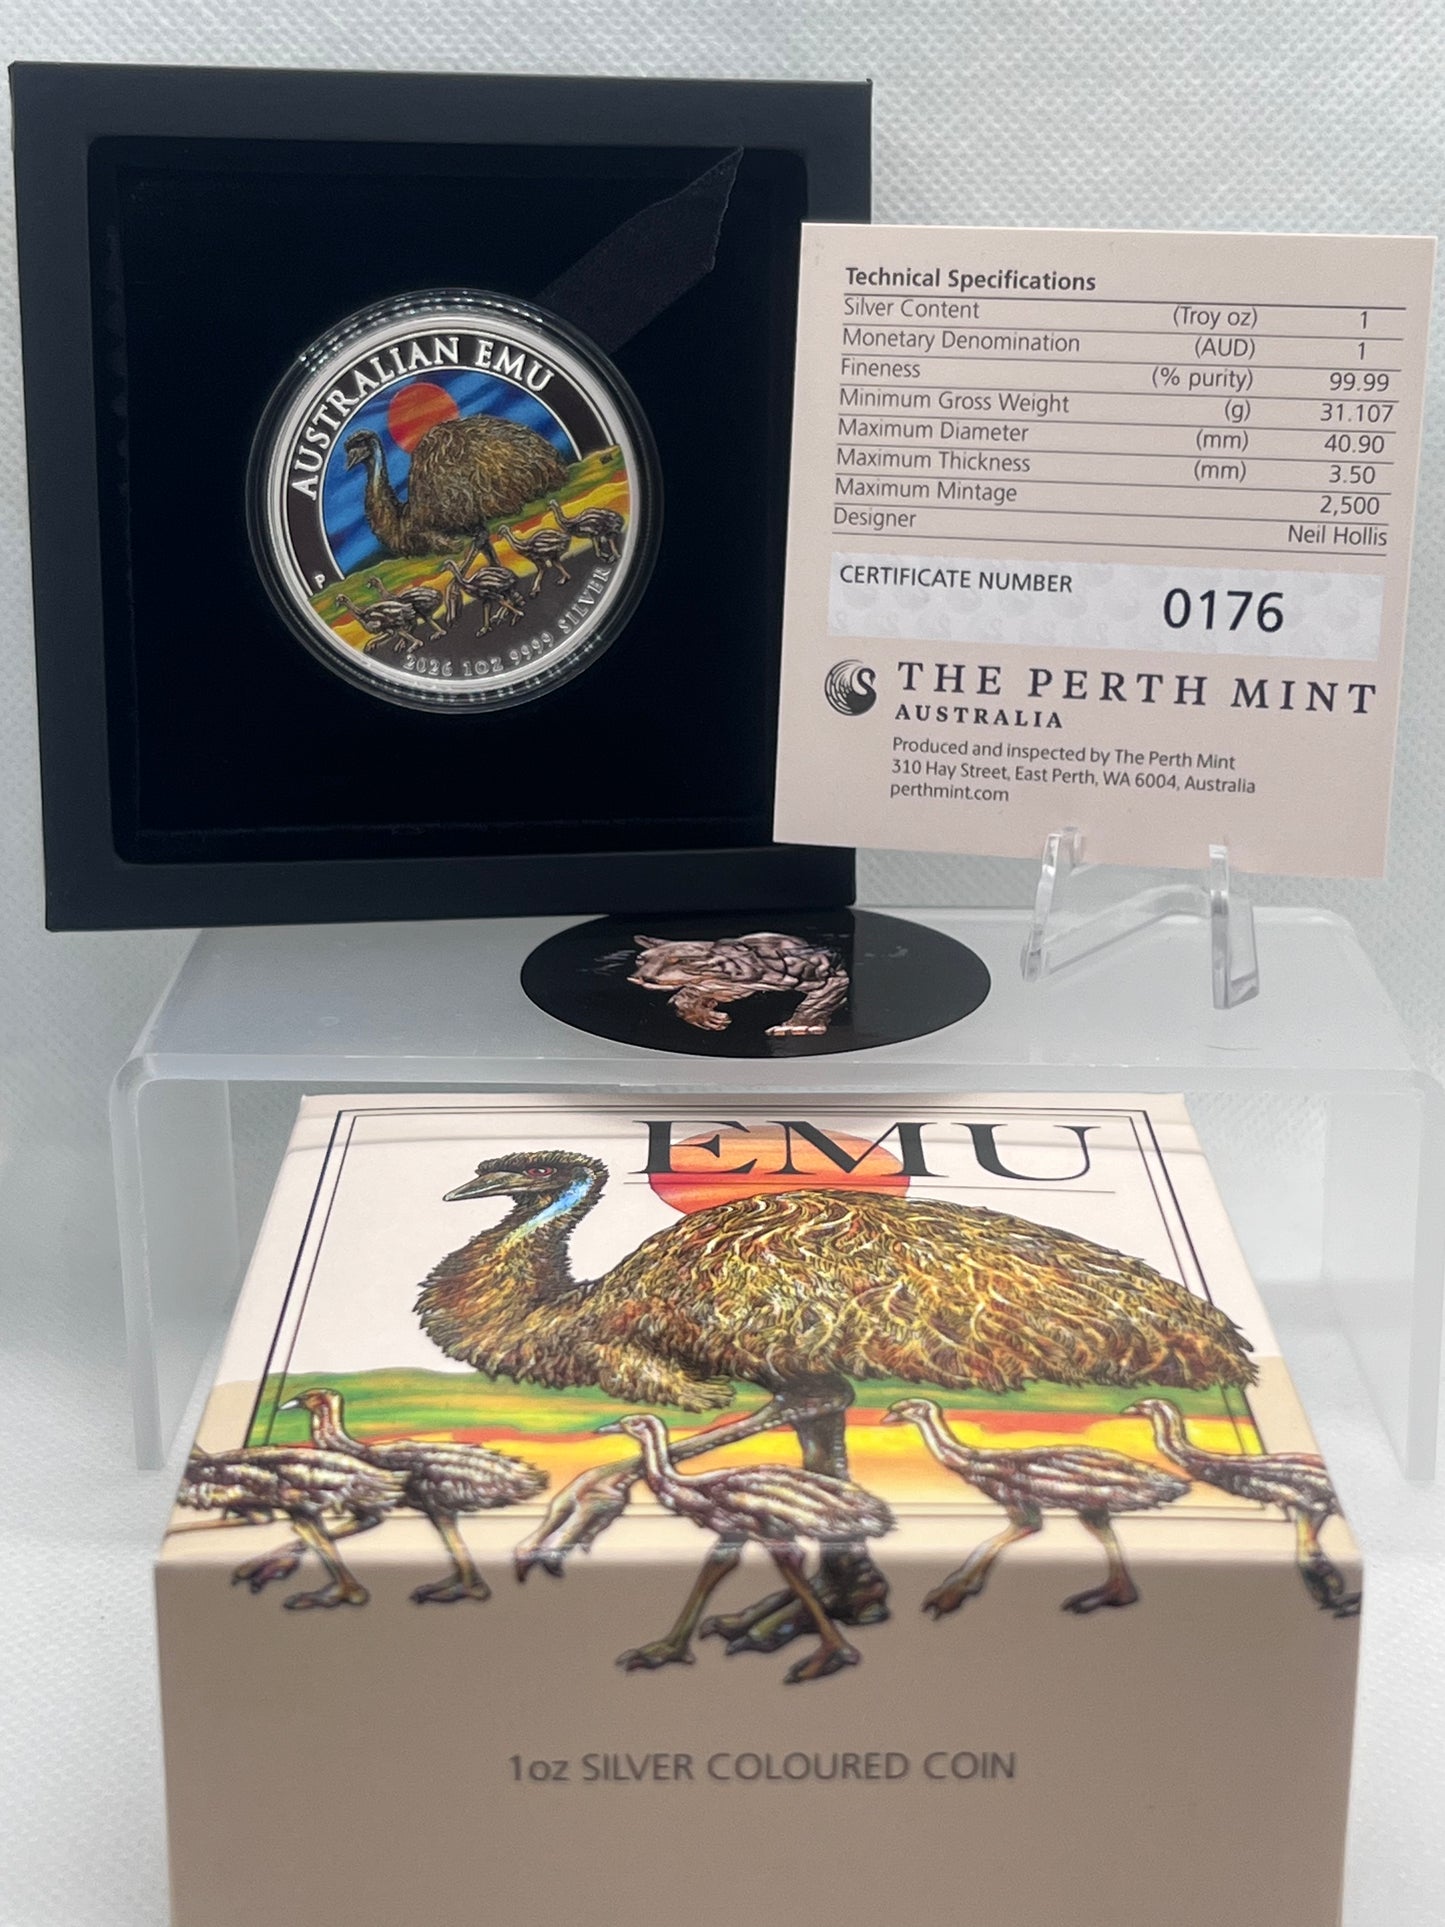 AUSTRALIAN EMU
P
2026 1OZ 9999 SILVER
Technical Specifications
Silver Content (Troy oz) 1
Monetary Denomination (AUD) 1
Fineness (% purity) 99.99
Minimum Gross Weight (g) 31.107
Maximum Diameter (mm) 40.90
Maximum Thickness (mm) 3.50
Maximum Mintage 2,500
Designer Neil Hollis
CERTIFICATE NUMBER 0176
THE PERTH MINT
AUSTRALIA
Produced and inspected by The Perth Mint
310 Hay Street, East Perth, WA 6004, Australia
perthmint.com
EMU
1oz SILVER COLOURED COIN